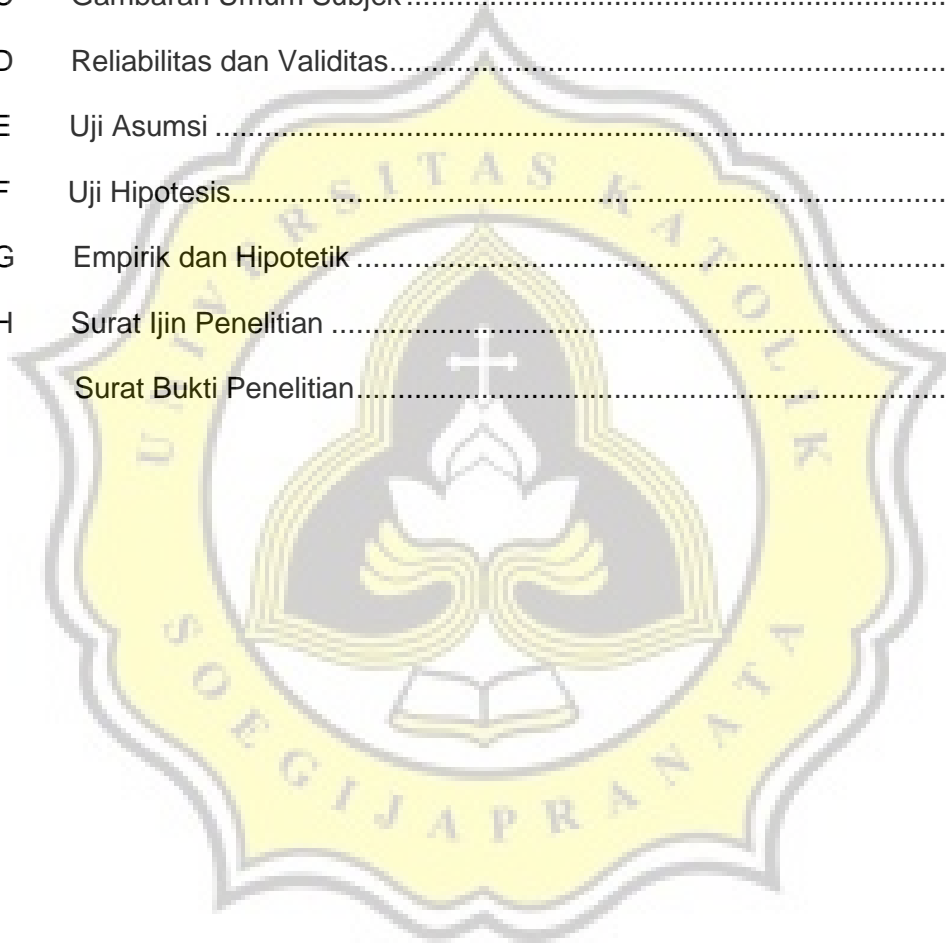 Gambaran Umum Subjek
D Reliabilitas dan Validitas
E Uji Asumsi
F Uji Hipotesis
G Empirik dan Hipotetik
H Surat Ijin Penelitian
Surat Bukti Penelitian
UNIVERSITAS KATOLIK
SOEGIJAPRANATA